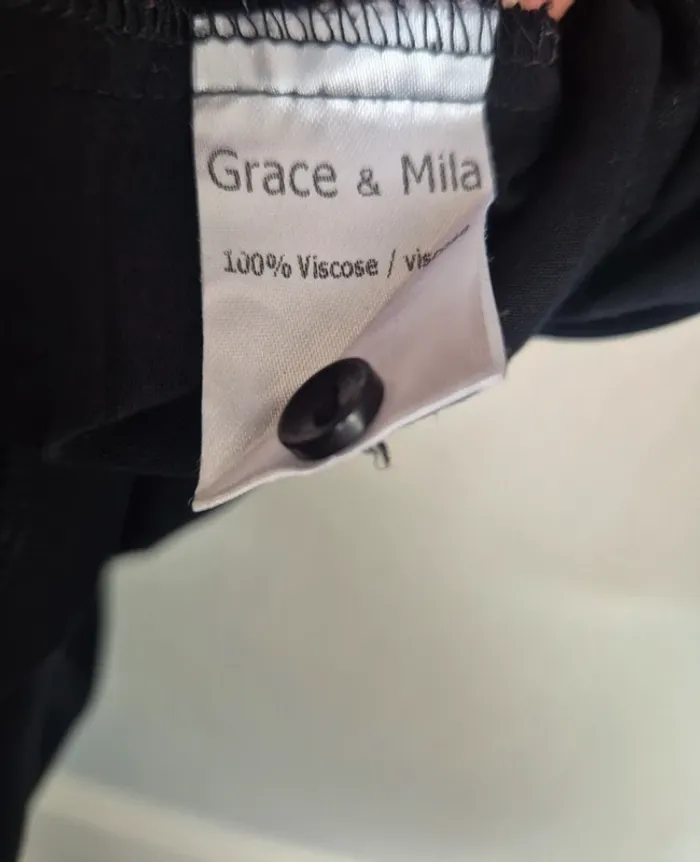 Grace & Mila
100% Viscose /